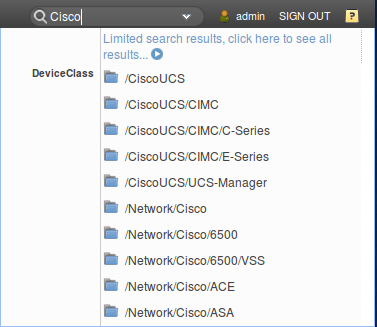 Cisco admin SIGN OUT ?
Limited search results, click here to see all
results...
DeviceClass
/CiscoUCS
/CiscoUCS/CIMC
/CiscoUCS/CIMC/C-Series
/CiscoUCS/CIMC/E-Series
/CiscoUCS/UCS-Manager
/Network/Cisco
/Network/Cisco/6500
/Network/Cisco/6500/VSS
/Network/Cisco/ACE
/Network/Cisco/ASA